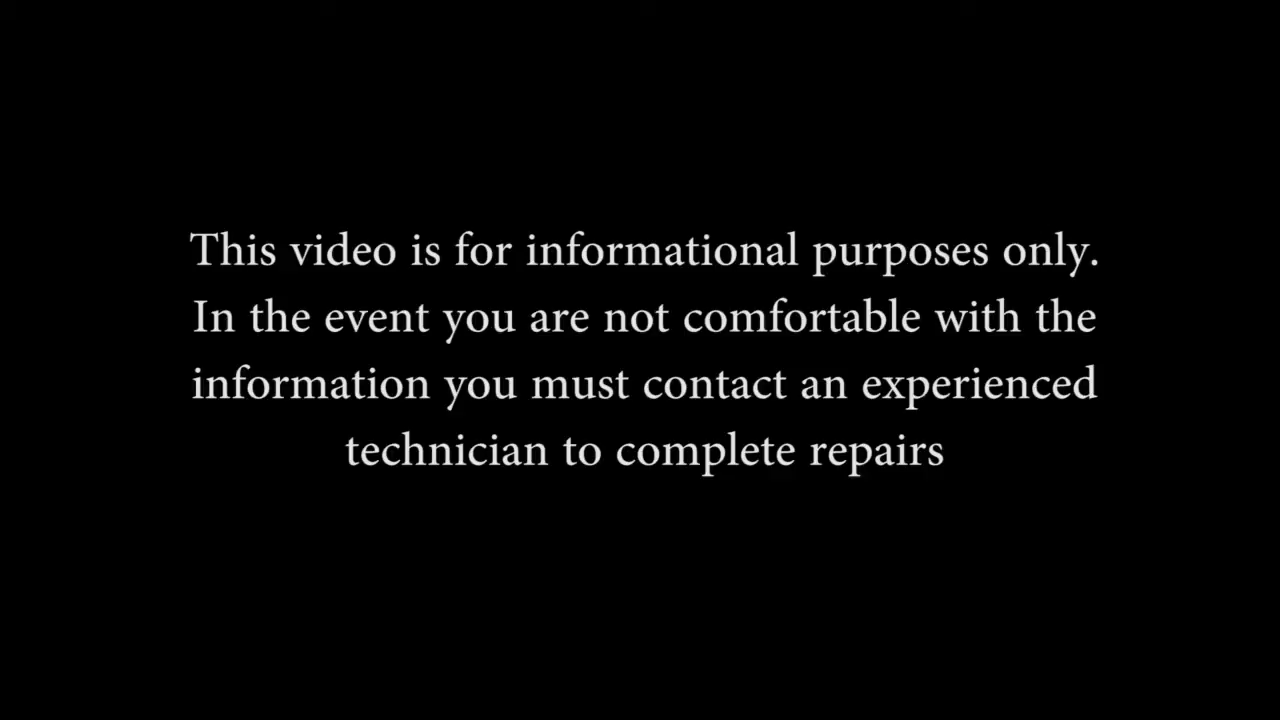 This video is for informational purposes only.
In the event you are not comfortable with the
information you must contact an experienced
technician to complete repairs